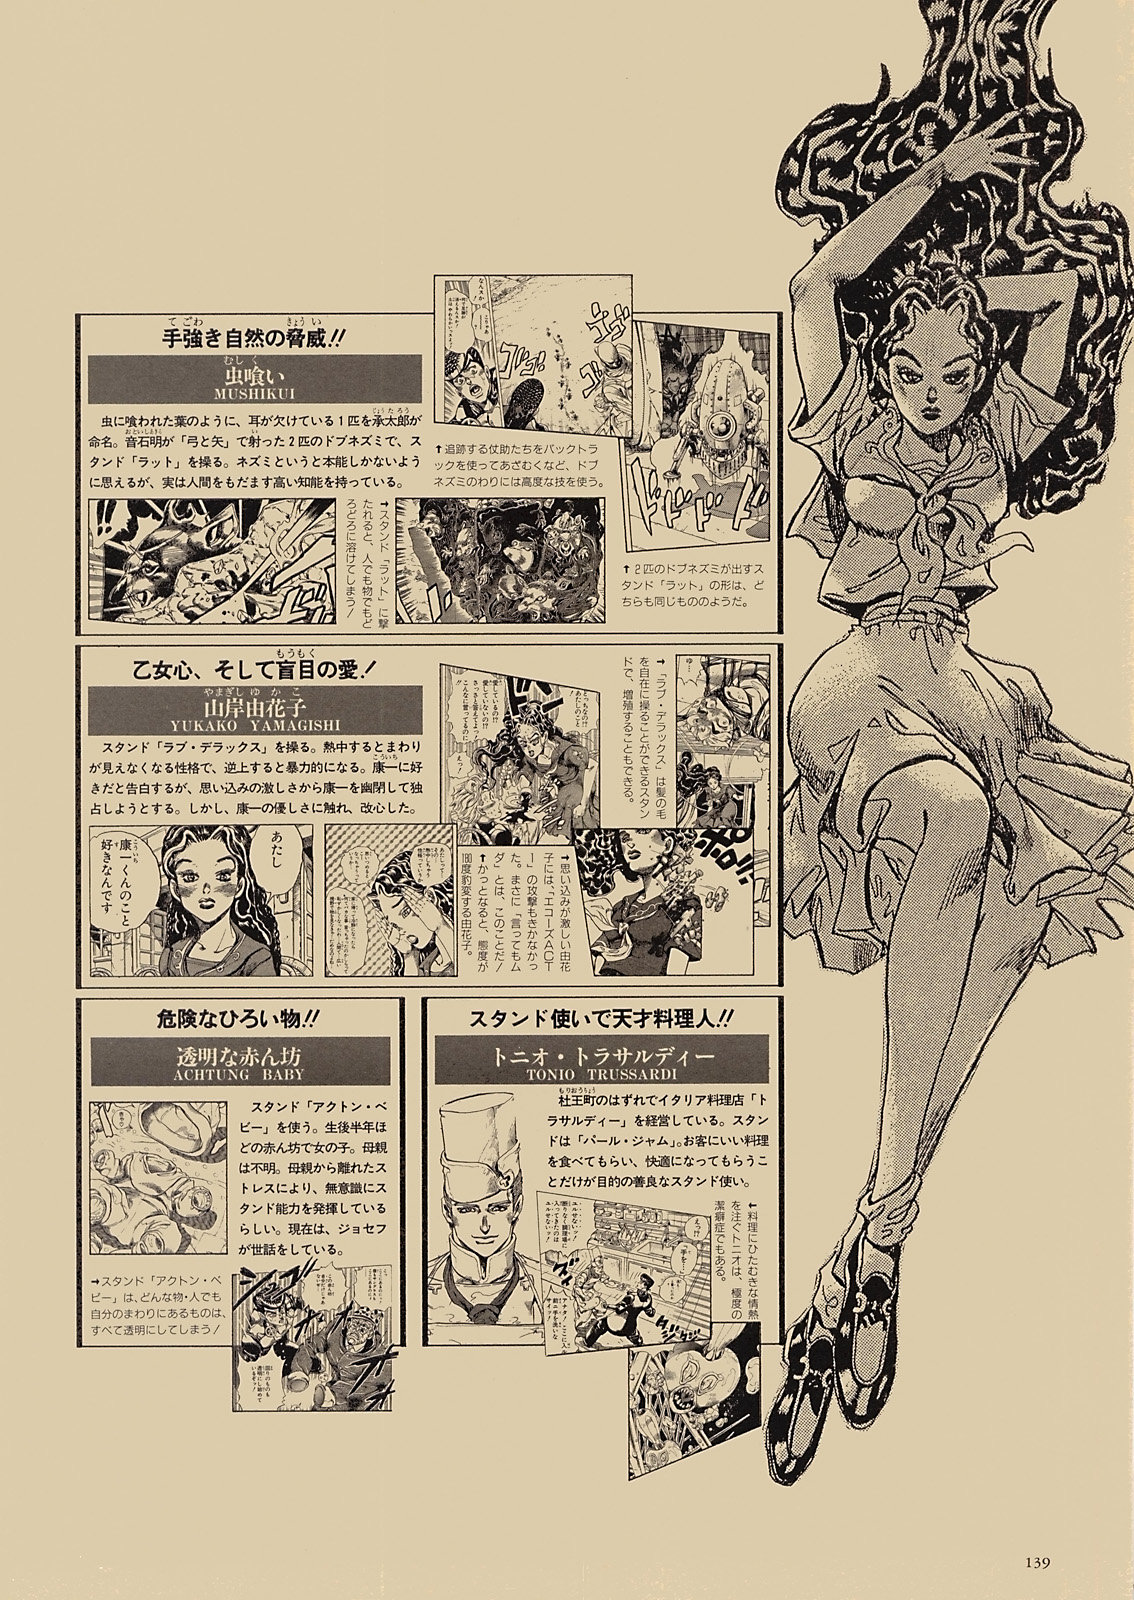 手強き自然の脅威!!
てごわ
きょうい
むしく
虫喰い
MUSHIKUI
虫に喰われた葉のように、耳が欠けている1匹を承太郎が
命名。音石明が「弓と矢」で射った2匹のドブネズミで、ス
タンド「ラット」を操る。ネズミというと本能しかないよう
に思えるが、実は人間をもだます高い知能を持っている。
↑追跡する仗助たちをバックトラ
ックを使ってあざむくなど、ドブ
ネズミのわりには高度な技を使う。
→スタンド「ラット」に撃
たれると、人でも物でもど
ろどろに溶けてしまう！
↑2匹のドブネズミが出すス
タンド「ラット」の形は、ど
ちらも同じもののようだ。
乙女心、そして盲目の愛！
もうもく
やまぎしゆかこ
山岸由花子
YUKAKO YAMAGISHI
スタンド「ラブ・デラックス」を操る。熱中するとまわり
が見えなくなる性格で、逆上すると暴力的になる。康一に好
きだと告白するが、思い込みの激しさから康一を幽閉して独
占しようとする。しかし、康一の優しさに触れ、改心した。
→「ラブ・デラックス」は髪の毛
を自在に操ることができるスタン
ドで、増殖することもできる。
あたし
康一くんのこと
好きなんです
→思い込みが激しい由花
子には、「エコーズACT
1」の攻撃もきかなかっ
た。まさに「言ってもム
ダ」とは、このことだ！
↑かっとなると、態度が
180度豹変する由花子。
危険なひろい物!!
透明な赤ん坊
ACHTUNG BABY
スタンド「アクトン・ベ
ビー」を使う。生後半年ほ
どの赤ん坊で女の子。母親
は不明。母親から離れたス
トレスにより、無意識にス
タンド能力を発揮している
らしい。現在は、ジョセフ
が世話をしている。
→スタンド「アクトン・ベ
ビー」は、どんな物・人でも
自分のまわりにあるものは、
すべて透明にしてしまう！
スタンド使いで天才料理人!!
トニオ・トラサルディー
TONIO TRUSSARDI
もりおうちょう
杜王町のはずれでイタリア料理店「ト
ラサルディー」を経営している。スタン
ドは「パール・ジャム」。お客にいい料理
を食べてもらい、快適になってもらうこ
とだけが目的の善良なスタンド使い。
←料理にひたむきな情熱
を注ぐトニオは、極度の
潔癖症でもある。
139